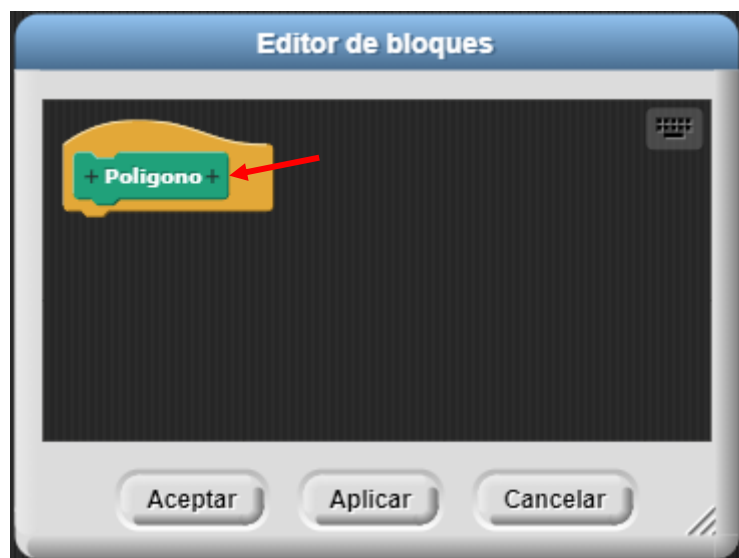 Editor de bloques
+ Poligono +
Aceptar
Aplicar
Cancelar